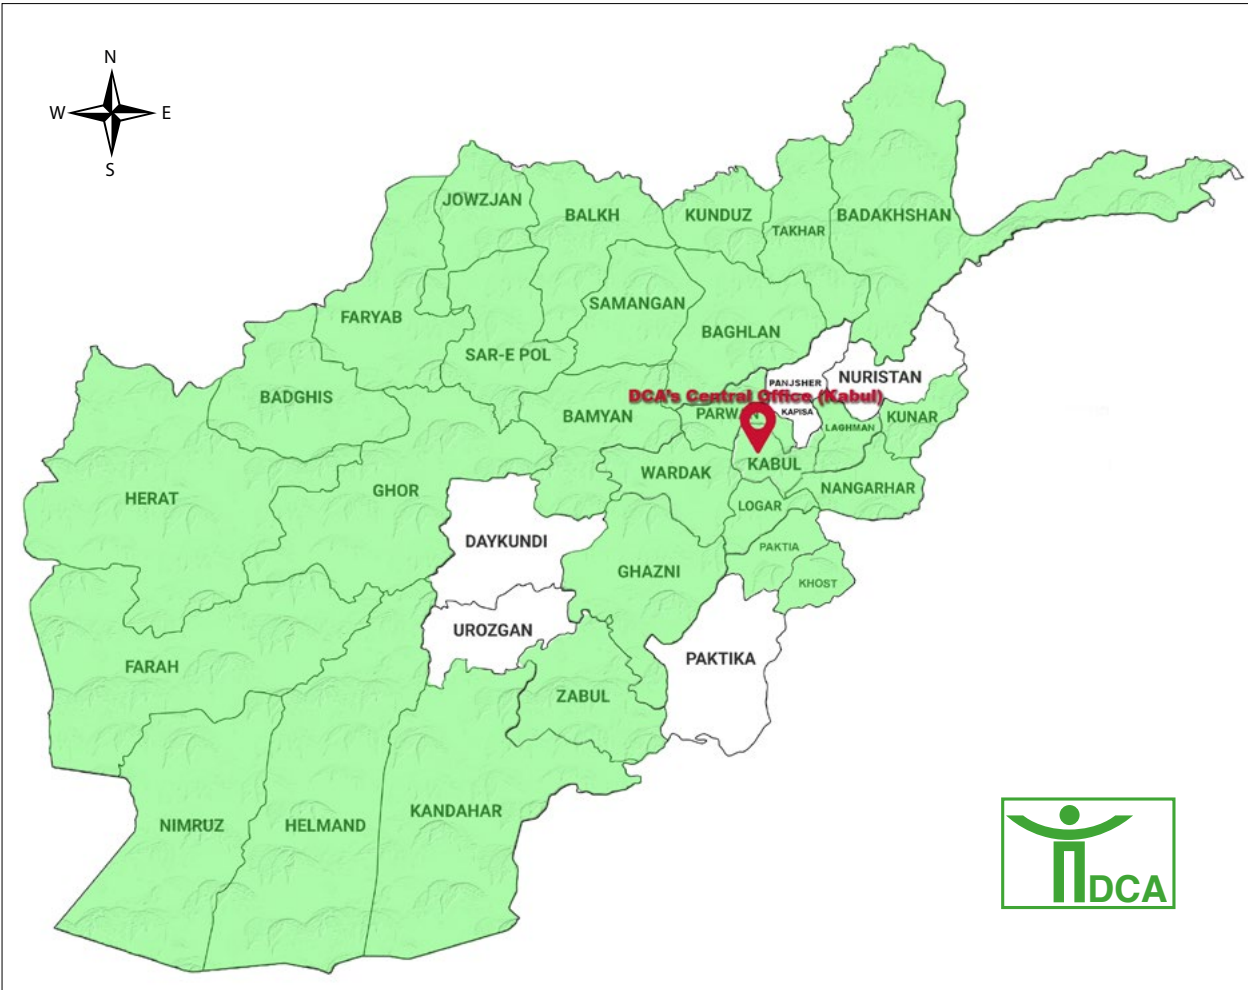 N
W E
S
JOWZJAN
BALKH
KUNDUZ
TAKHAR
BADAKHSHAN
FARYAB
SAMANGAN
BAGHLAN
SAR-E POL
BADGHIS
PANJSHER
NURISTAN
DCA's Central Office (Kabul)
BAMYAN
PARWAN
KAPISA
LAGHMAN
KUNAR
HERAT
GHOR
WARDAK
KABUL
NANGARHAR
LOGAR
DAYKUNDI
PAKTIA
GHAZNI
KHOST
UROZGAN
FARAH
PAKTIKA
ZABUL
NIMRUZ
HELMAND
KANDAHAR
DCA